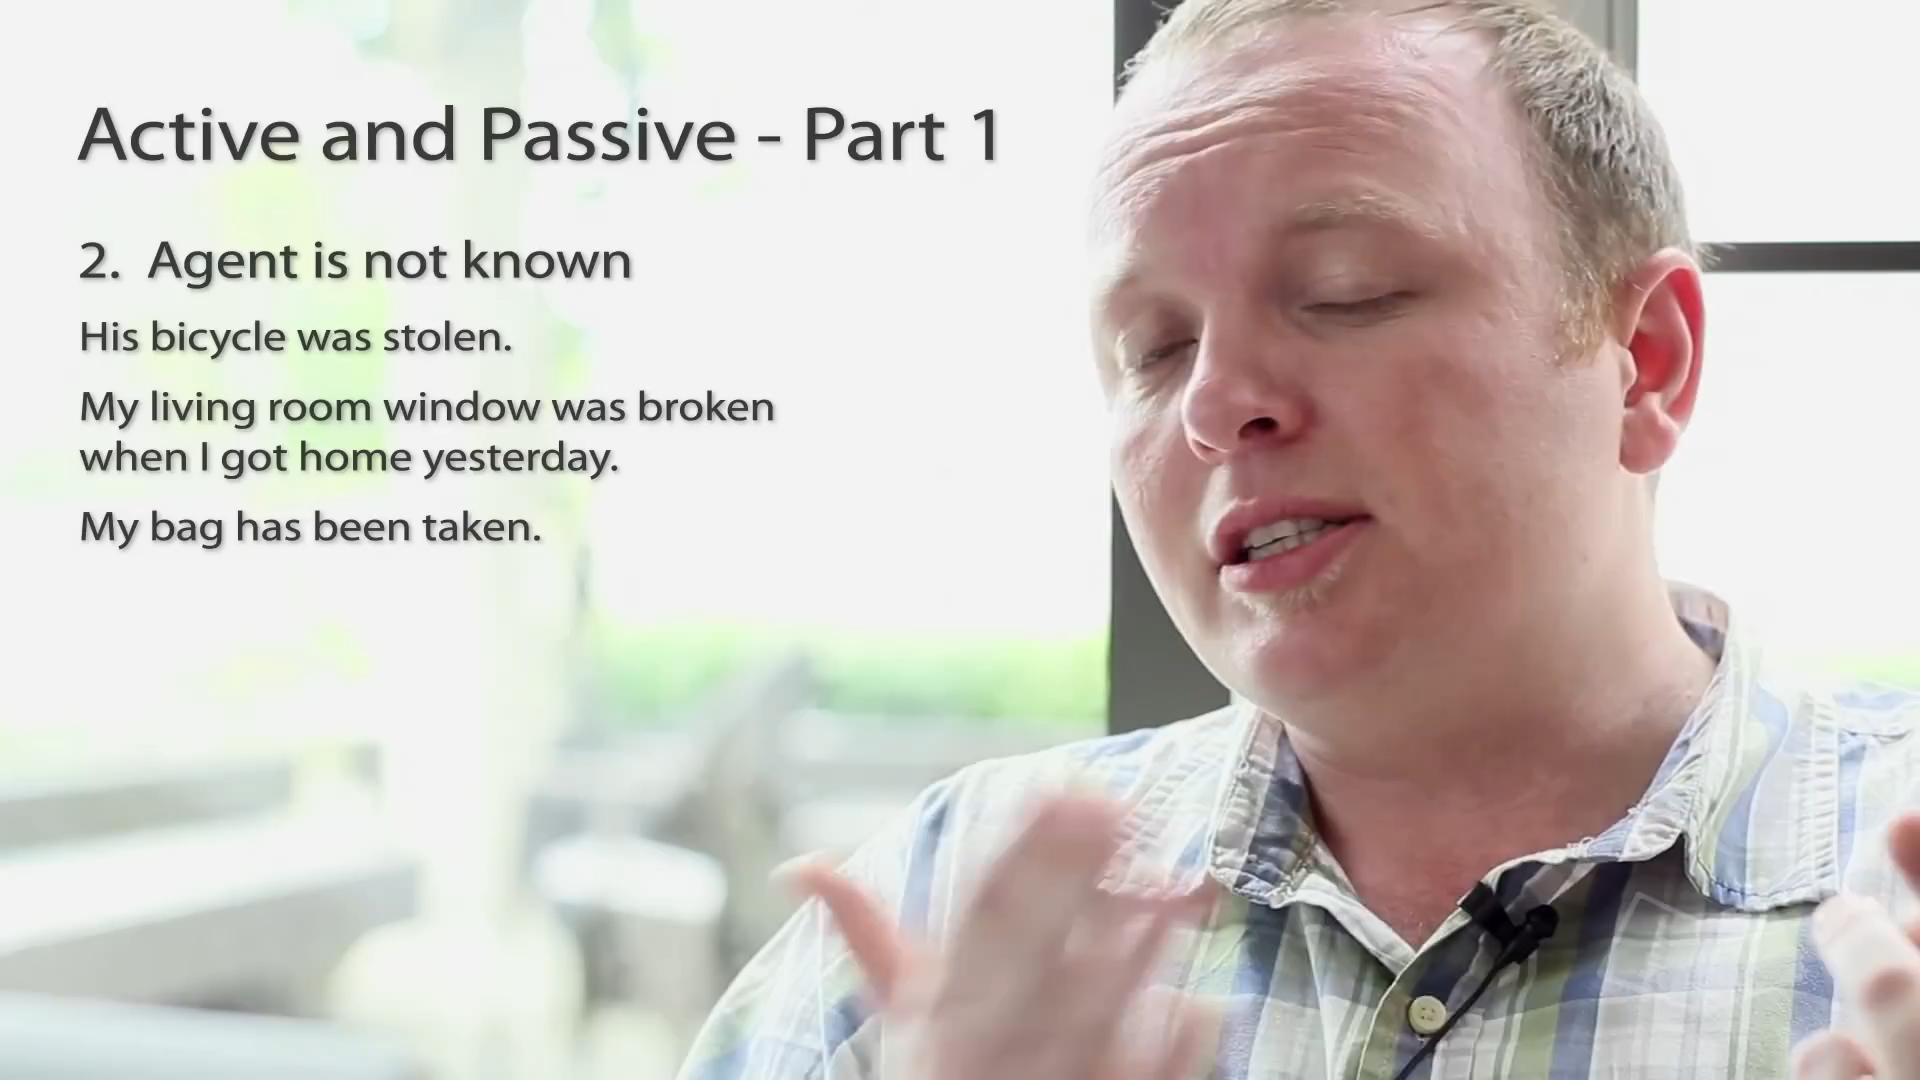 Active and Passive - Part 1
2. Agent is not known
His bicycle was stolen.
My living room window was broken
when I got home yesterday.
My bag has been taken.